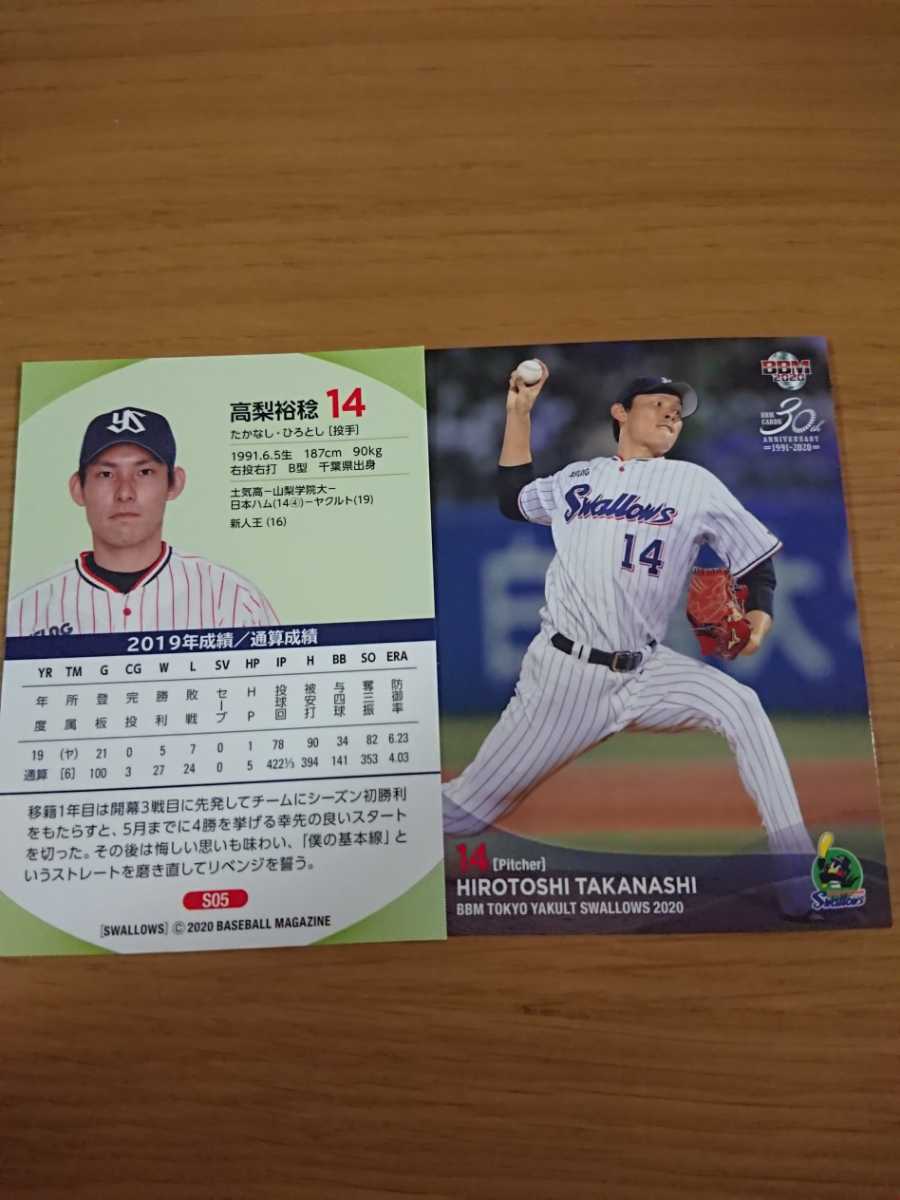 高梨裕稔 14
たかなし・ひろとし [投手]
1991.6.5生 187cm 90kg
右投右打 B型 千葉県出身
土気高－山梨学院大－
日本ハム(14④)－ヤクルト(19)
新人王(16)
2019年成績／通算成績
YR TM G CG W L SV HP IP H BB SO ERA
年度 所属 登板 完投 勝利 敗戦 セーブ HP 投球回 被安打 与四球 奪三振 防御率
19 (ヤ) 21 0 5 7 0 1 78 90 34 82 6.23
通算 [6] 100 3 27 24 0 5 422⅓ 394 141 353 4.03
移籍1年目は開幕3戦目に先発してチームにシーズン初勝利
をもたらすと、5月までに4勝を挙げる幸先の良いスタート
を切った。その後は悔しい思いも味わい、「僕の基本線」と
いうストレートを磨き直してリベンジを誓う。
S05
[SWALLOWS] © 2020 BASEBALL MAGAZINE
BBM
2020
BBM CARDS 30th
ANNIVERSARY
1991-2020
Swallows
14
14 [Pitcher]
HIROTOSHI TAKANASHI
BBM TOKYO YAKULT SWALLOWS 2020
Swallows